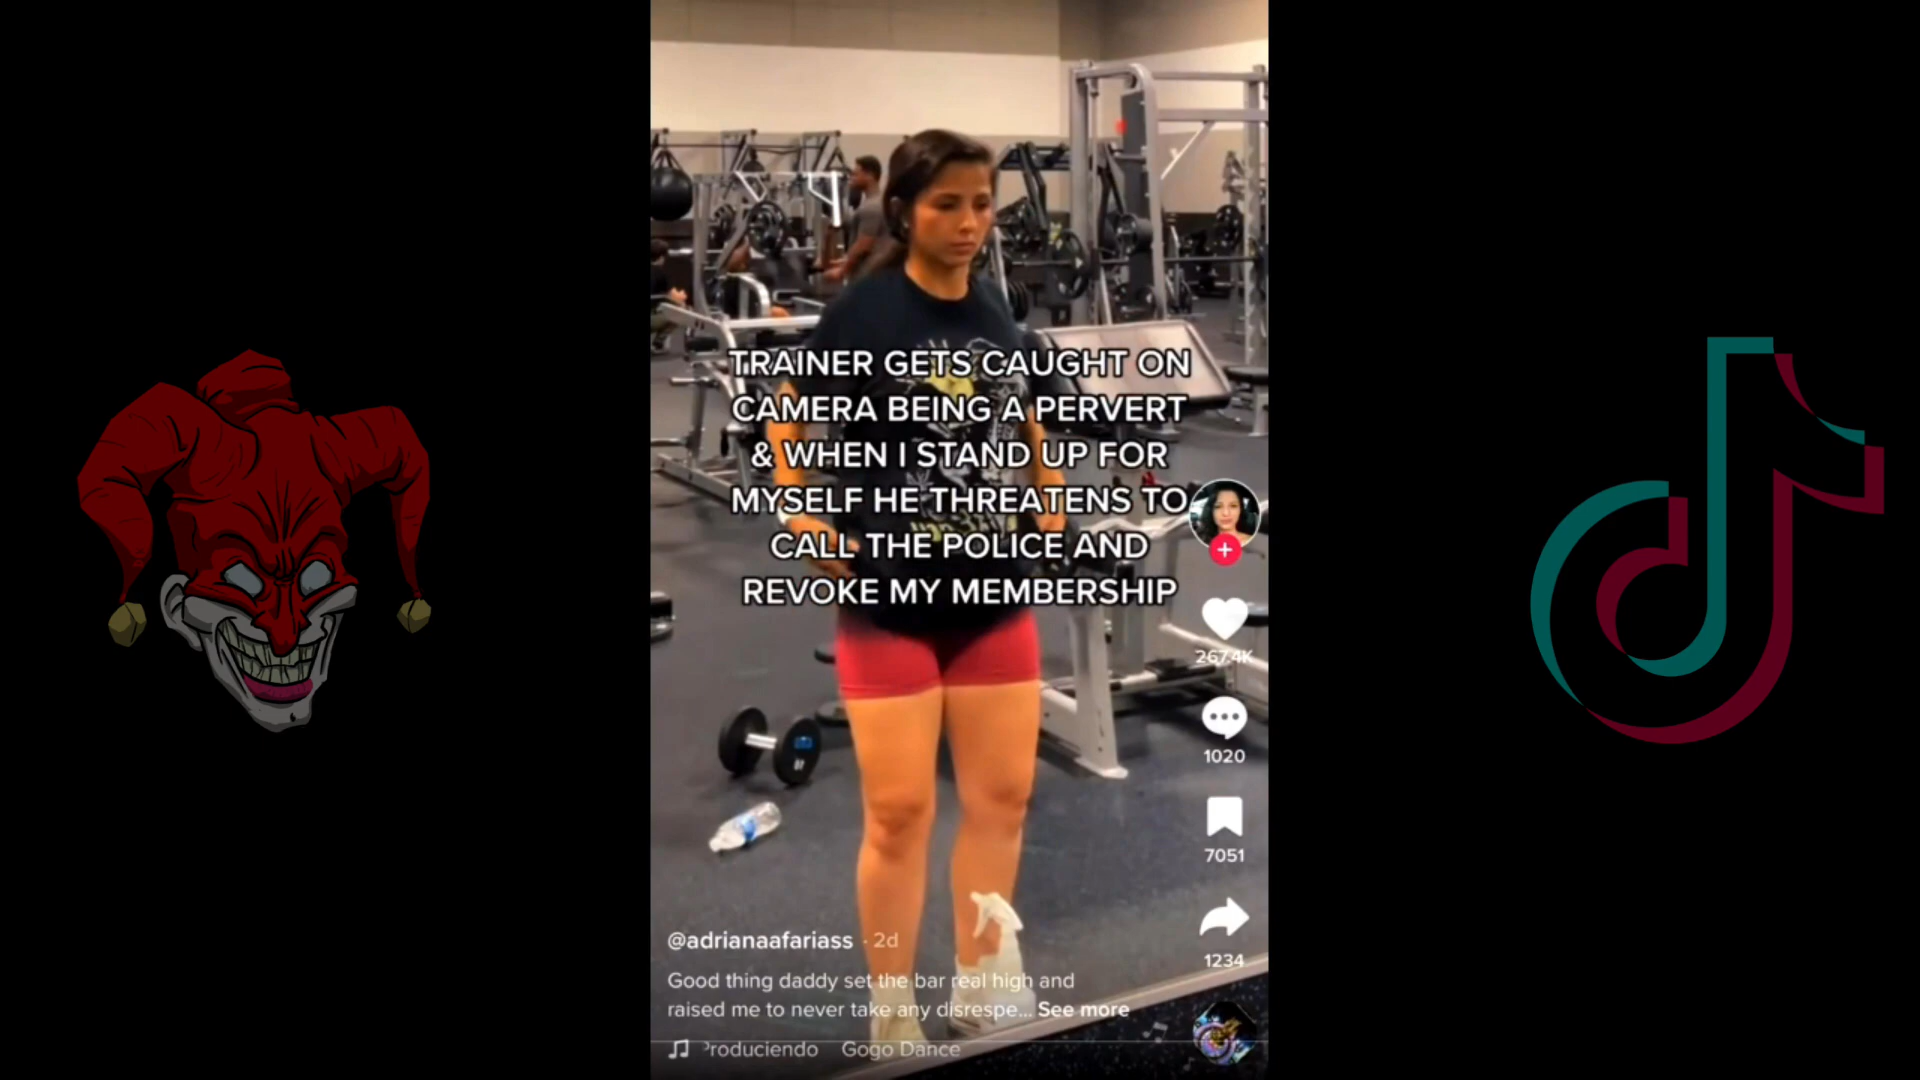 TRAINER GETS CAUGHT ON
CAMERA BEING A PERVERT
& WHEN I STAND UP FOR
MYSELF HE THREATENS TO
CALL THE POLICE AND
REVOKE MY MEMBERSHIP
267.4K
1020
7051
1234
@adrianaafariass · 2d
Good thing daddy set the bar real high and
raised me to never take any disrespe... See more
Produciendo Gogo Dance